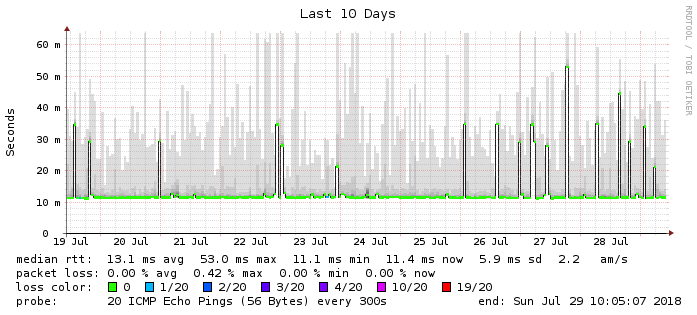 Last 10 Days
RRDTOOL / TOBI OETIKER
Seconds
60 m
50 m
40 m
30 m
20 m
10 m
0
19 Jul 20 Jul 21 Jul 22 Jul 23 Jul 24 Jul 25 Jul 26 Jul 27 Jul 28 Jul
median rtt: 13.1 ms avg 53.0 ms max 11.1 ms min 11.4 ms now 5.9 ms sd 2.2 am/s
packet loss: 0.00 % avg 0.42 % max 0.00 % min 0.00 % now
loss color: 0 1/20 2/20 3/20 4/20 10/20 19/20
probe: 20 ICMP Echo Pings (56 Bytes) every 300s end: Sun Jul 29 10:05:07 2018